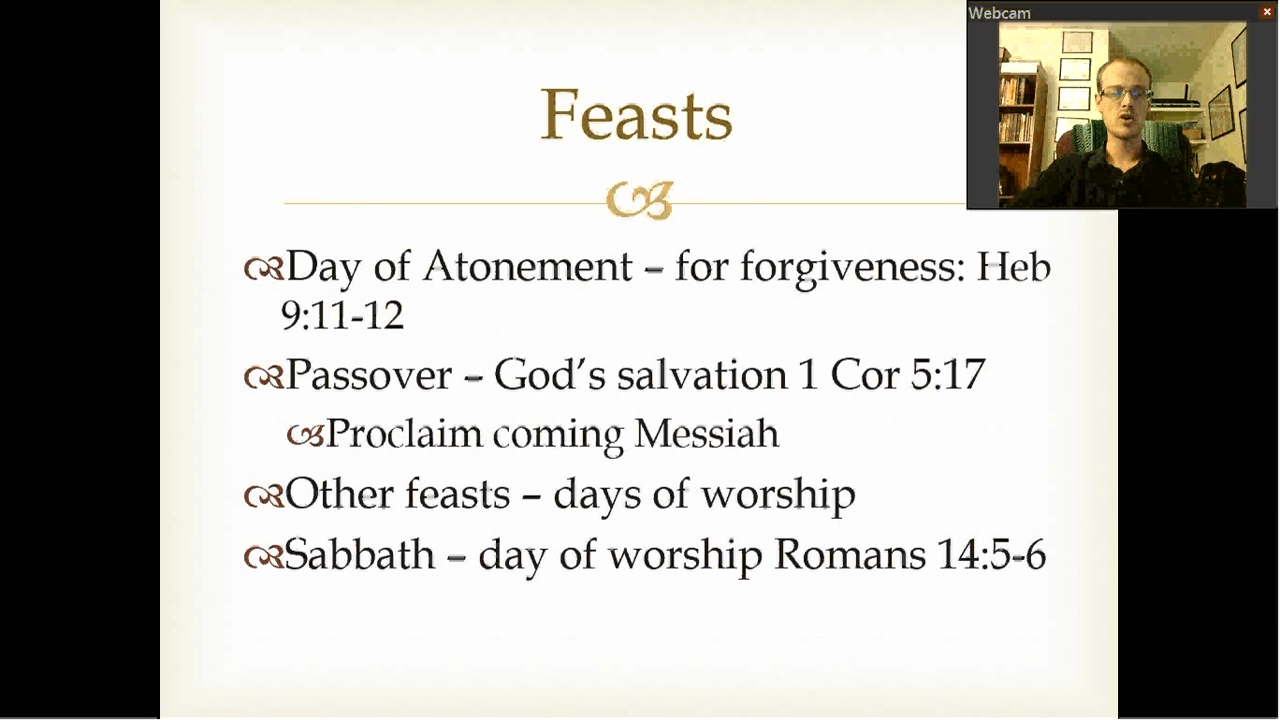 Webcam
Feasts
Day of Atonement – for forgiveness: Heb
9:11-12
Passover – God's salvation 1 Cor 5:17
Proclaim coming Messiah
Other feasts – days of worship
Sabbath – day of worship Romans 14:5-6